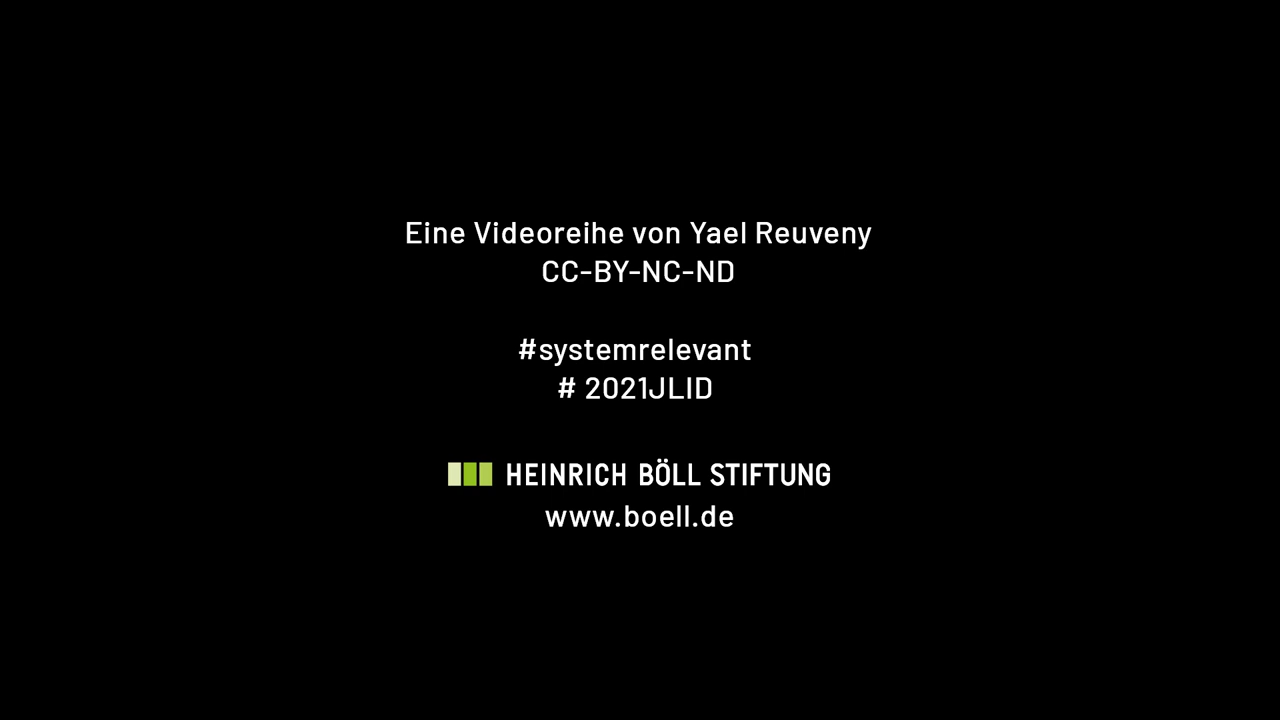 Eine Videoreihe von Yael Reuveny
CC-BY-NC-ND
#systemrelevant
# 2021JLID
HEINRICH BÖLL STIFTUNG
www.boell.de